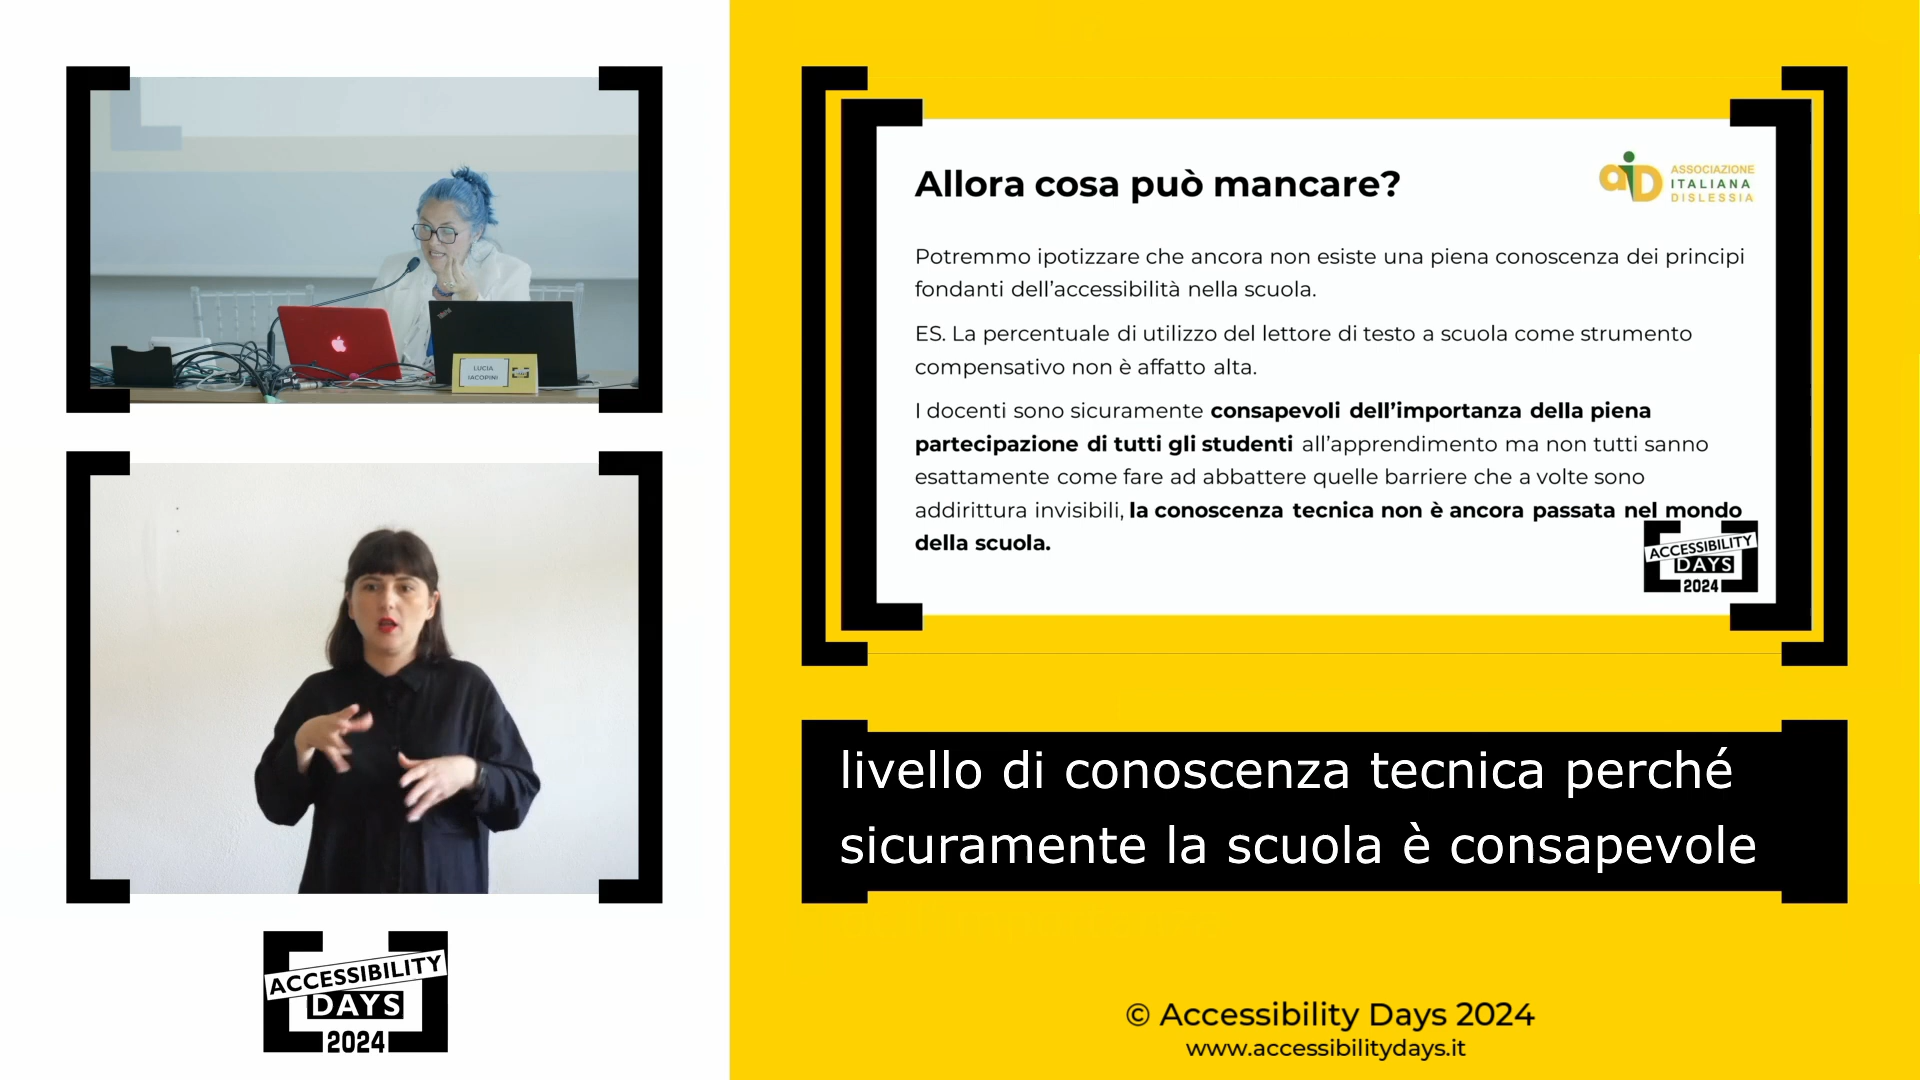 LUCIA
IACOPINI
ACCESSIBILITY
DAYS
2024
Allora cosa può mancare?
aiD ASSOCIAZIONE
ITALIANA
DISLESSIA
Potremmo ipotizzare che ancora non esiste una piena conoscenza dei principi
fondanti dell’accessibilità nella scuola.
ES. La percentuale di utilizzo del lettore di testo a scuola come strumento
compensativo non è affatto alta.
I docenti sono sicuramente consapevoli dell’importanza della piena
partecipazione di tutti gli studenti all’apprendimento ma non tutti sanno
esattamente come fare ad abbattere quelle barriere che a volte sono
addirittura invisibili, la conoscenza tecnica non è ancora passata nel mondo
della scuola.
ACCESSIBILITY
DAYS
2024
livello di conoscenza tecnica perché
sicuramente la scuola è consapevole
© Accessibility Days 2024
www.accessibilitydays.it